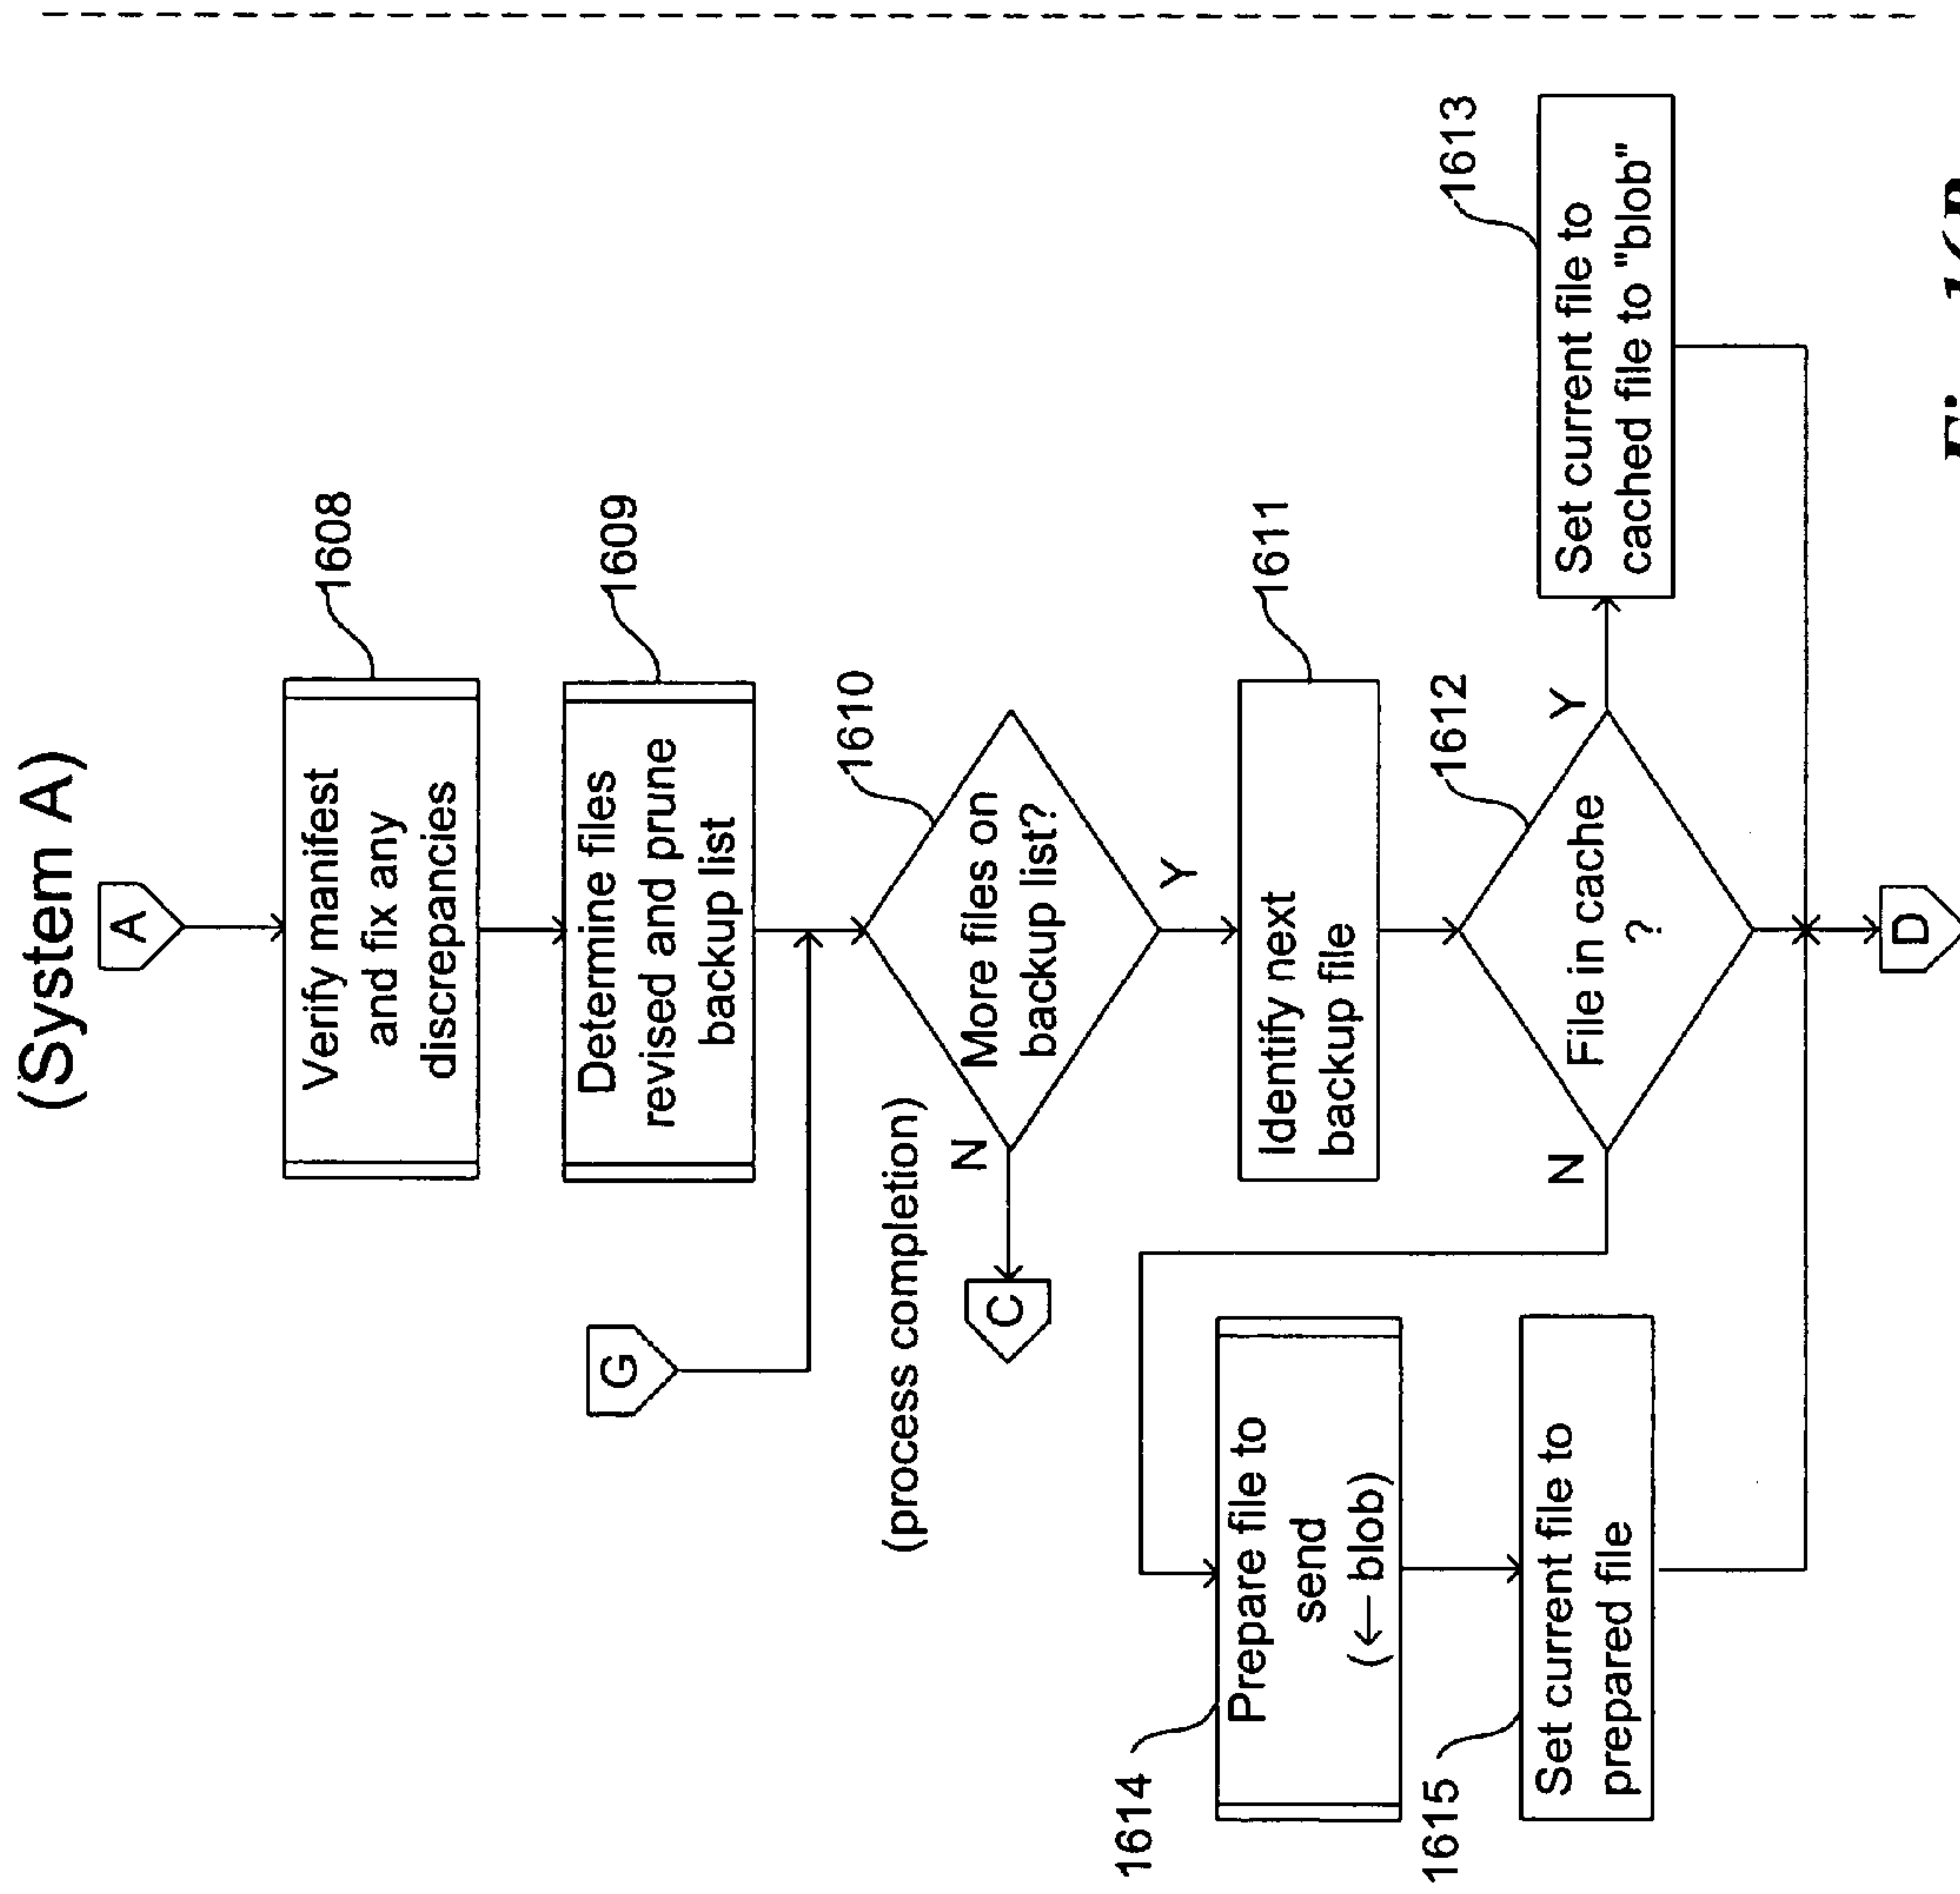 (System A)
A
Verify manifest
and fix any
discrepancies
1608
Determine files
revised and prune
backup list
1609
G
More files on
backup list?
1610
(process completion)
N
C
Y
Identify next
backup file
1611
File in cache
?
1612
Y
N
Set current file to
cached file to "blob"
1613
Prepare file to
send
(← blob)
1614
Set current file to
prepared file
1615
D